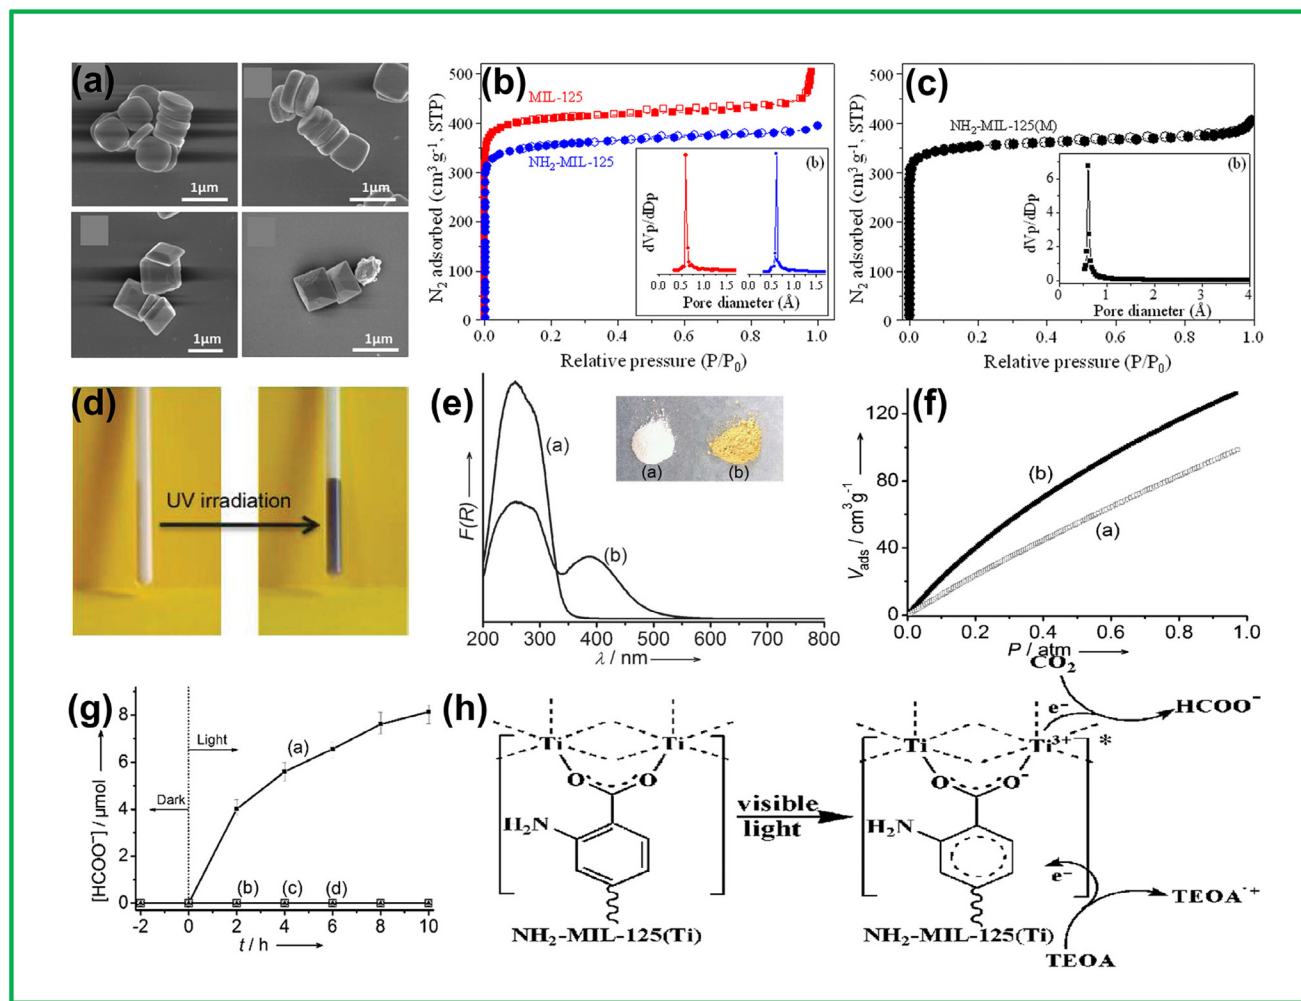 (a)
1μm
1μm
1μm
1μm
(b)
500
400
300
200
100
0
N₂ adsorbed (cm³ g⁻¹, STP)
MIL-125
NH₂-MIL-125
(b)
dVp/dDp
0.0 0.5 1.0 1.5
0.0 0.5 1.0 1.5
Pore diameter (Å)
0.0 0.2 0.4 0.6 0.8 1.0
Relative pressure (P/P₀)
(c)
500
400
300
200
100
0
N₂ adsorbed (cm³ g⁻¹, STP)
NH₂-MIL-125(M)
(b)
6
4
2
0
dVp/dDp
0 1 2 3 4
Pore diameter (Å)
0.0 0.2 0.4 0.6 0.8 1.0
Relative pressure (P/P₀)
(d)
UV irradiation
(e)
F(R)
(a)
(b)
(a)
(b)
200 300 400 500 600 700 800
λ / nm
(f)
120
80
40
0
Vads / cm³g⁻¹
(b)
(a)
0.0 0.2 0.4 0.6 0.8 1.0
P / atm
(g)
8
6
4
2
0
[HCOO⁻] / μmol
Light
Dark
(a)
(b) (c) (d)
-2 0 2 4 6 8 10
t / h
(h)
Ti Ti
O O
H₂N
NH₂-MIL-125(Ti)
visible
light
CO₂
e⁻
HCOO⁻
Ti Ti³⁺ *
O O⁻
H₂N
e⁻
TEOA·⁺
NH₂-MIL-125(Ti)
TEOA